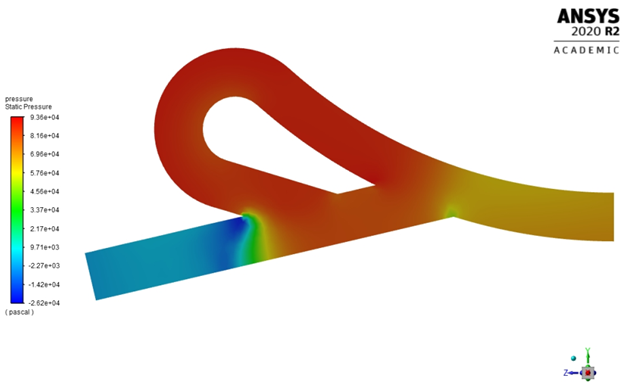 ANSYS
2020 R2
ACADEMIC
pressure
Static Pressure
9.36e+04
8.16e+04
6.96e+04
5.76e+04
4.56e+04
3.37e+04
2.17e+04
9.71e+03
-2.27e+03
-1.42e+04
-2.62e+04
( pascal )
Y
Z